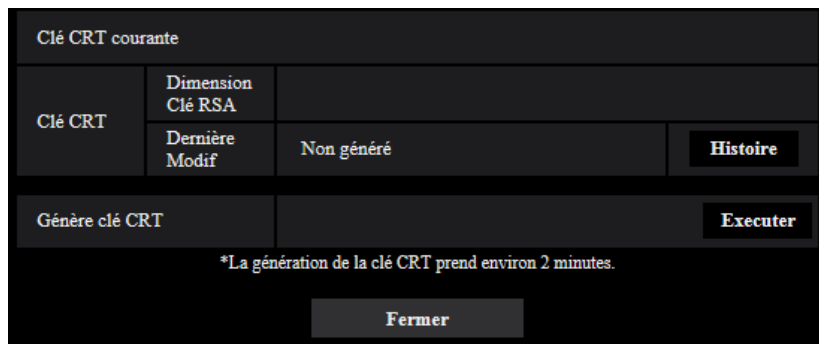 Clé CRT courante
Clé CRT
Dimension
Clé RSA
Dernière
Modif
Non généré
Histoire
Génère clé CRT
Executer
*La génération de la clé CRT prend environ 2 minutes.
Fermer